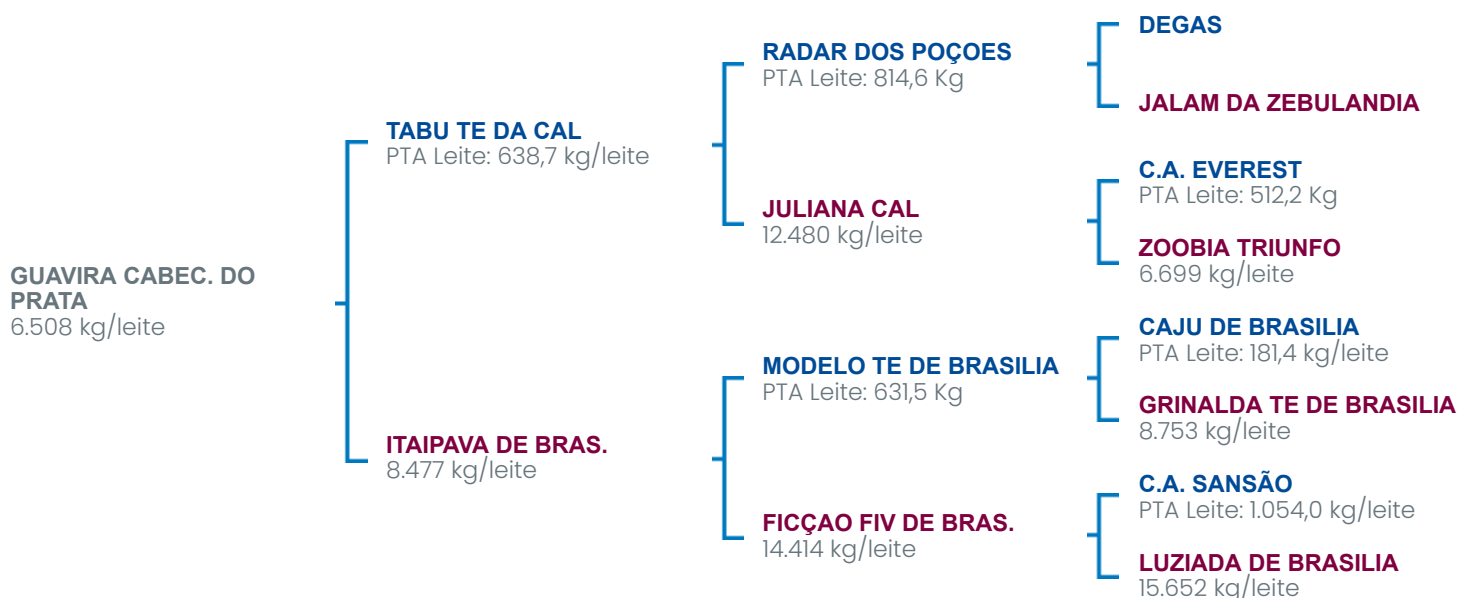 GUAVIRA CABEC. DO
PRATA
6.508 kg/leite
TABU TE DA CAL
PTA Leite: 638,7 kg/leite
ITAIPAVA DE BRAS.
8.477 kg/leite
RADAR DOS POÇOES
PTA Leite: 814,6 Kg
JULIANA CAL
12.480 kg/leite
MODELO TE DE BRASILIA
PTA Leite: 631,5 Kg
FICÇAO FIV DE BRAS.
14.414 kg/leite
DEGAS
JALAM DA ZEBULANDIA
C.A. EVEREST
PTA Leite: 512,2 Kg
ZOOBIA TRIUNFO
6.699 kg/leite
CAJU DE BRASILIA
PTA Leite: 181,4 kg/leite
GRINALDA TE DE BRASILIA
8.753 kg/leite
C.A. SANSÃO
PTA Leite: 1.054,0 kg/leite
LUZIADA DE BRASILIA
15.652 kg/leite